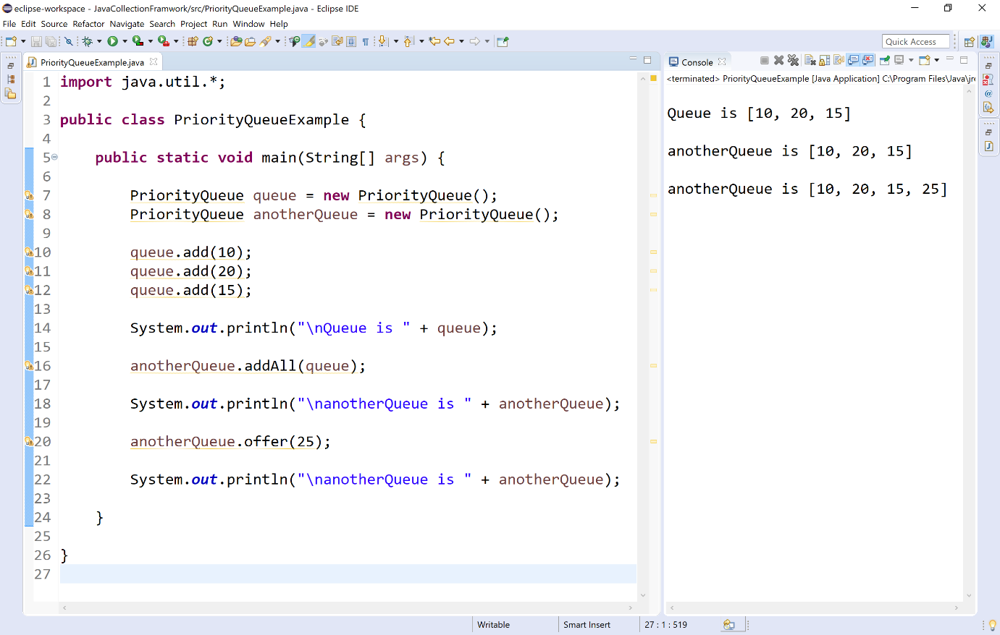 eclipse-workspace - JavaCollectionFramwork/src/PriorityQueueExample.java - Eclipse IDE
File Edit Source Refactor Navigate Search Project Run Window Help
Quick Access
PriorityQueueExample.java
1 import java.util.*;
2
3 public class PriorityQueueExample {
4
5 public static void main(String[] args) {
6
7 PriorityQueue queue = new PriorityQueue();
8 PriorityQueue anotherQueue = new PriorityQueue();
9
10 queue.add(10);
11 queue.add(20);
12 queue.add(15);
13
14 System.out.println("\nQueue is " + queue);
15
16 anotherQueue.addAll(queue);
17
18 System.out.println("\nanotherQueue is " + anotherQueue);
19
20 anotherQueue.offer(25);
21
22 System.out.println("\nanotherQueue is " + anotherQueue);
23
24 }
25
26 }
27
Console
<terminated> PriorityQueueExample [Java Application] C:\Program Files\Java\jre
Queue is [10, 20, 15]
anotherQueue is [10, 20, 15]
anotherQueue is [10, 20, 15, 25]
Writable Smart Insert 27 : 1 : 519